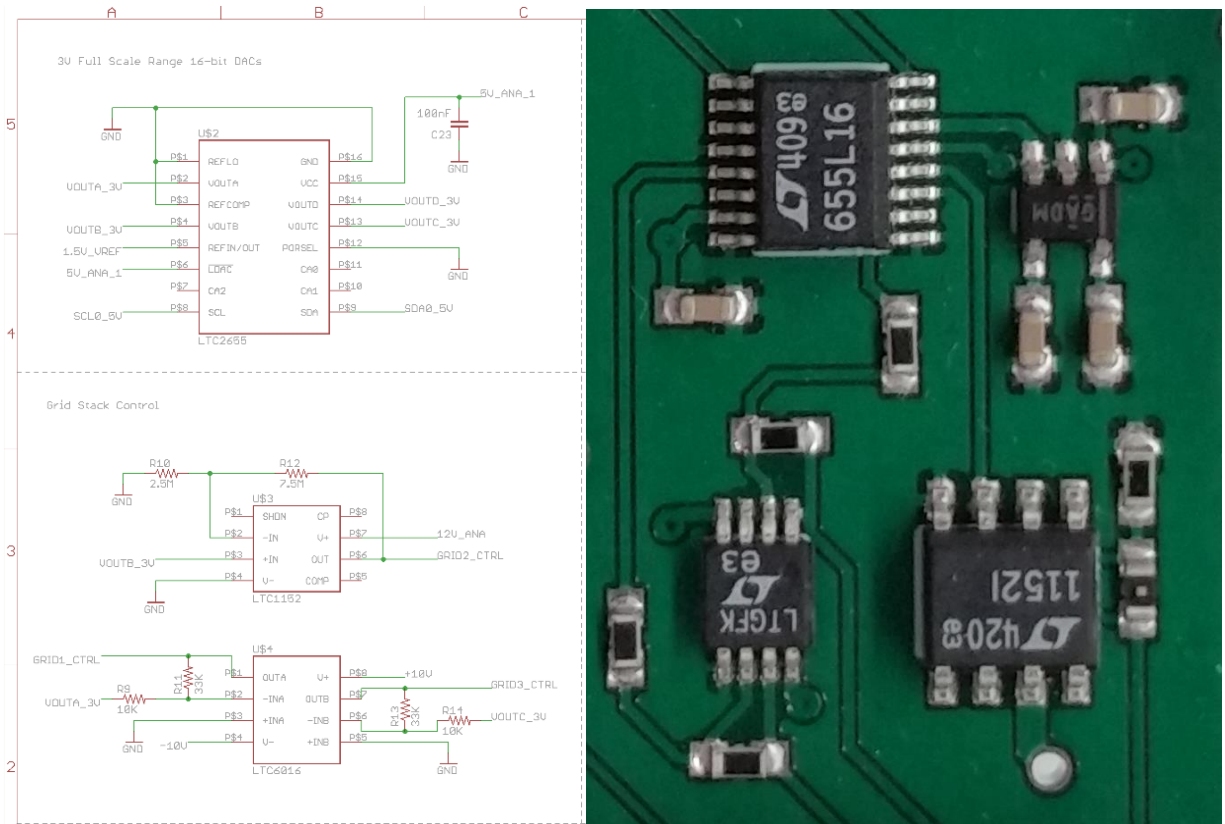 A B C
5
4
3
2
3V Full Scale Range 16-bit DACs
5V_ANA_1
100nF
C23
GND
GND
U$2
P$1 REFLO GND P$16
VOUTA_3V P$2 VOUTA VCC P$15
P$3 REFCOMP VOUTD P$14 VOUTD_3V
VOUTB_3V P$4 VOUTB VOUTC P$13 VOUTC_3V
1.5V_VREF P$5 REFIN/OUT PORSEL P$12
5V_ANA_1 P$6 LDAC CA0 P$11
GND
P$7 CA2 CA1 P$10
SCL0_5V P$8 SCL SDA P$9 SDA0_5V
LTC2655
Grid Stack Control
R10 R12
2.5M 7.5M
GND
U$3
P$1 SHDN CP P$8
P$2 -IN V+ P$7 12V_ANA
VOUTB_3V P$3 +IN OUT P$6 GRID2_CTRL
P$4 V- COMP P$5
GND
LTC1152
GRID1_CTRL
R11
33K
U$4
P$1 OUTA V+ P$8 +10V
GRID3_CTRL
R9
VOUTA_3V P$2 -INA OUTB P$7
10K
P$3 +INA -INB P$6 R14 VOUTC_3V
R13
33K
10K
GND
-10V P$4 V- +INB P$5
GND
LTC6016
409 e3
655L16
LTGFK
e3
1152I
420 e3